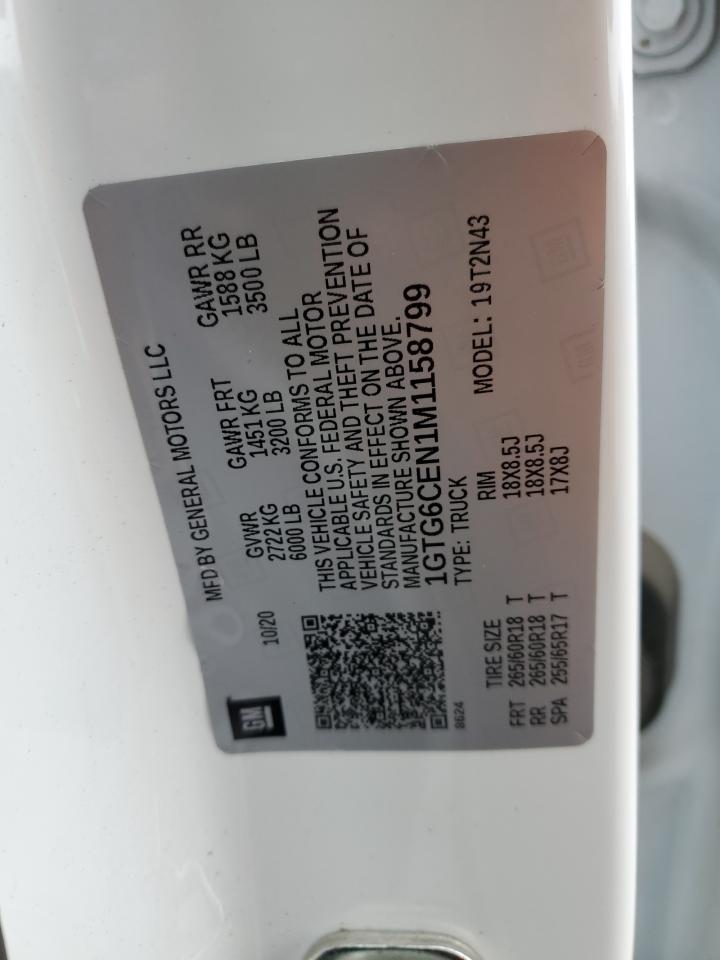 GM
MFD BY GENERAL MOTORS LLC
10/20 GVWR GAWR FRT GAWR RR
2722 KG 1451 KG 1588 KG
6000 LB 3200 LB 3500 LB
THIS VEHICLE CONFORMS TO ALL
APPLICABLE U.S. FEDERAL MOTOR
VEHICLE SAFETY AND THEFT PREVENTION
STANDARDS IN EFFECT ON THE DATE OF
MANUFACTURE SHOWN ABOVE.
1GTG6CEN1M1158799
8624 TYPE: TRUCK MODEL: 19T2N43
TIRE SIZE RIM
FRT 265/60R18 T 18X8.5J
RR 265/60R18 T 18X8.5J
SPA 255/65R17 T 17X8J